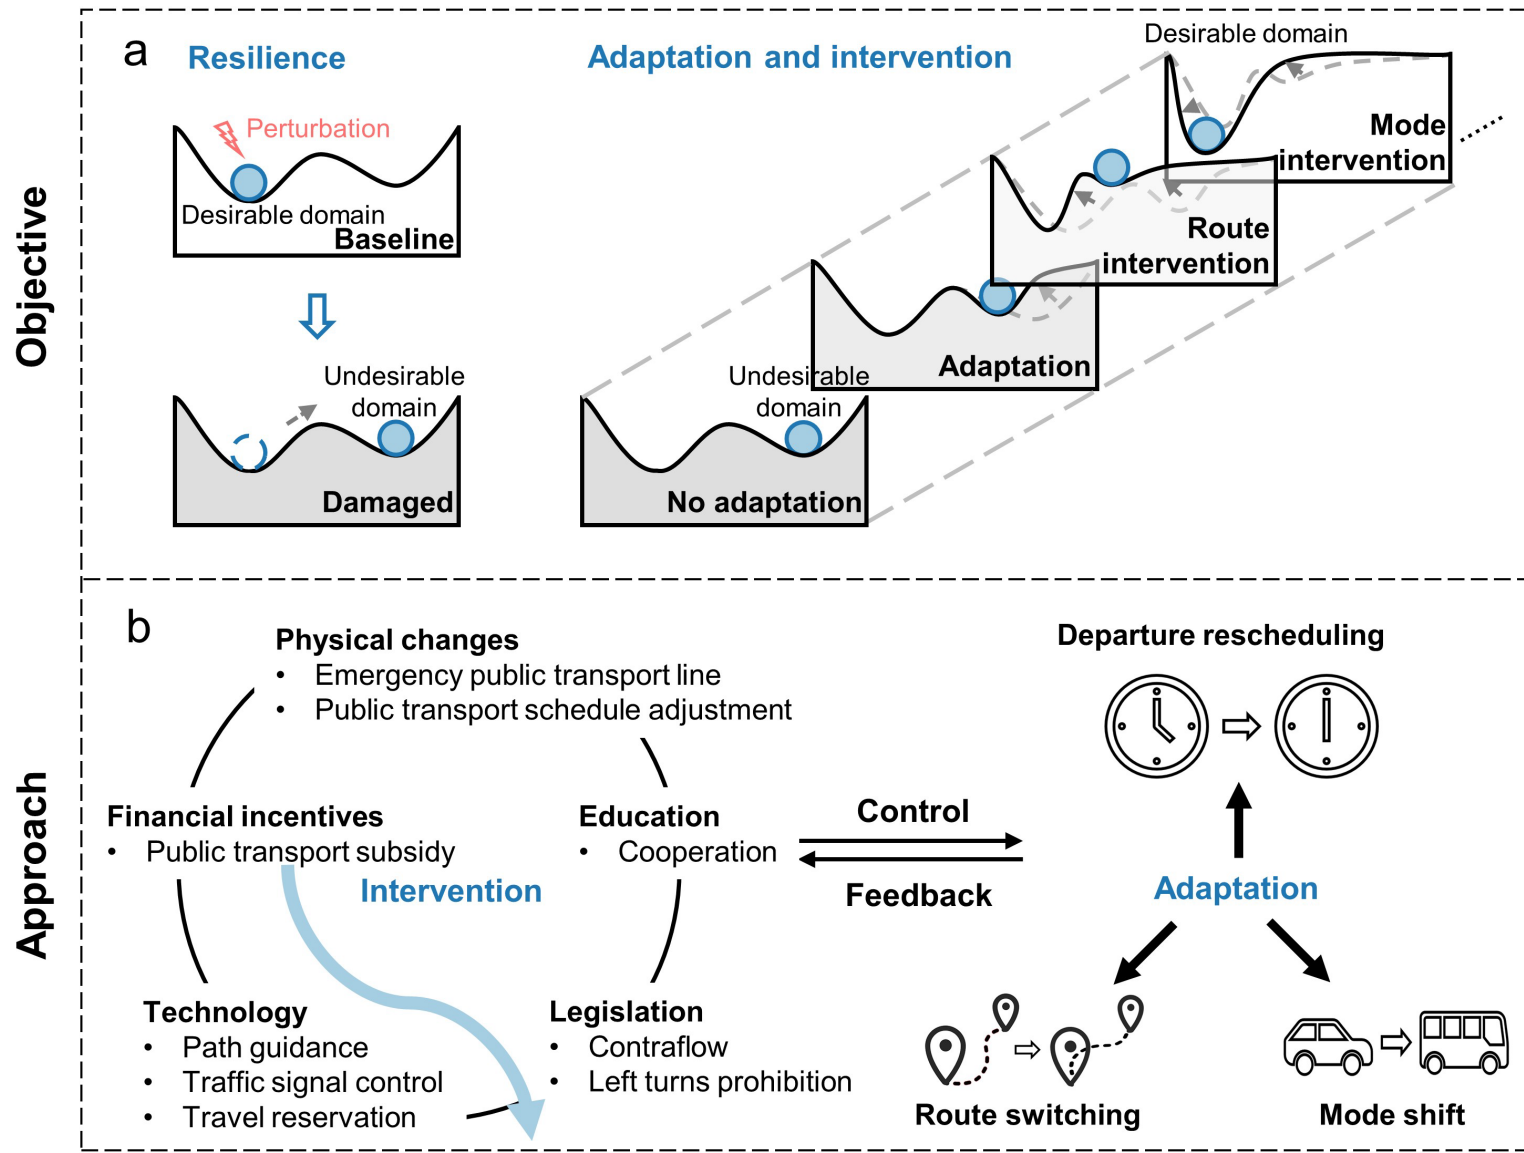 Objective
a
Resilience
Perturbation
Desirable domain
Baseline
Undesirable
domain
Damaged
Adaptation and intervention
Desirable domain
Mode
intervention
Route
intervention
Adaptation
Undesirable
domain
No adaptation
Approach
b
Physical changes
• Emergency public transport line
• Public transport schedule adjustment
Financial incentives
• Public transport subsidy
Education
• Cooperation
Intervention
Technology
• Path guidance
• Traffic signal control
• Travel reservation
Legislation
• Contraflow
• Left turns prohibition
Control
Feedback
Departure rescheduling
Adaptation
Route switching
Mode shift